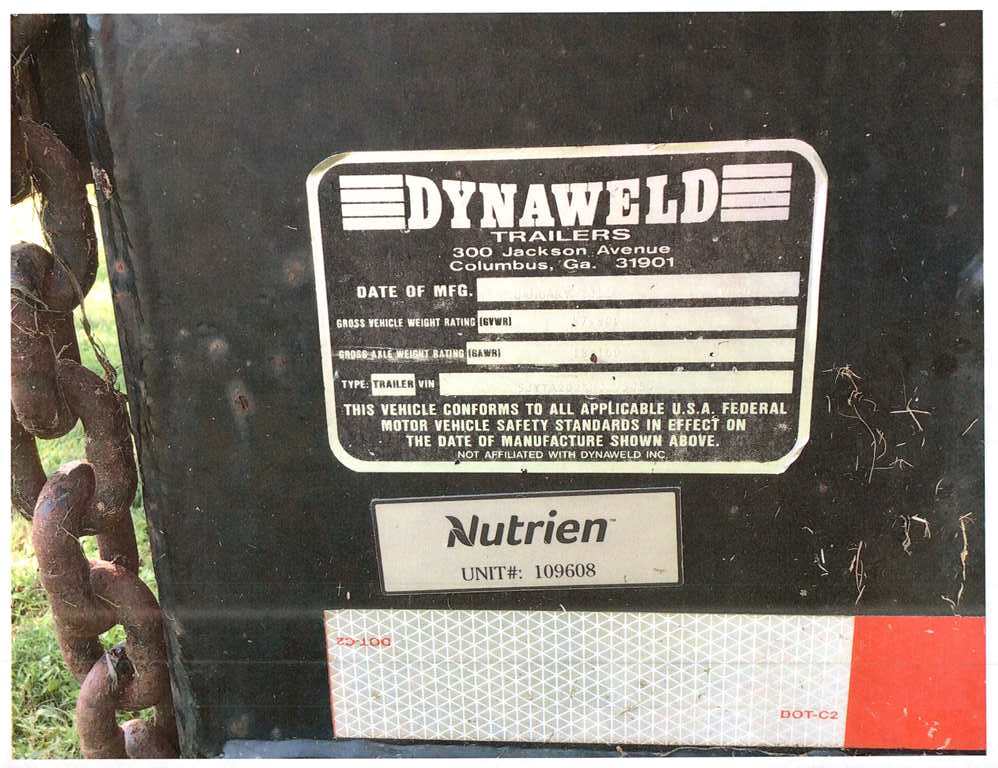 DYNAWELD
TRAILERS
300 Jackson Avenue
Columbus, Ga. 31901
DATE OF MFG.
GROSS VEHICLE WEIGHT RATING (GVWR)
GROSS AXLE WEIGHT RATING (GAWR)
TYPE: TRAILER VIN
THIS VEHICLE CONFORMS TO ALL APPLICABLE U.S.A. FEDERAL
MOTOR VEHICLE SAFETY STANDARDS IN EFFECT ON
THE DATE OF MANUFACTURE SHOWN ABOVE.
NOT AFFILIATED WITH DYNAWELD INC.
Nutrien™
UNIT#: 109608
DOT-C2
DOT-C2